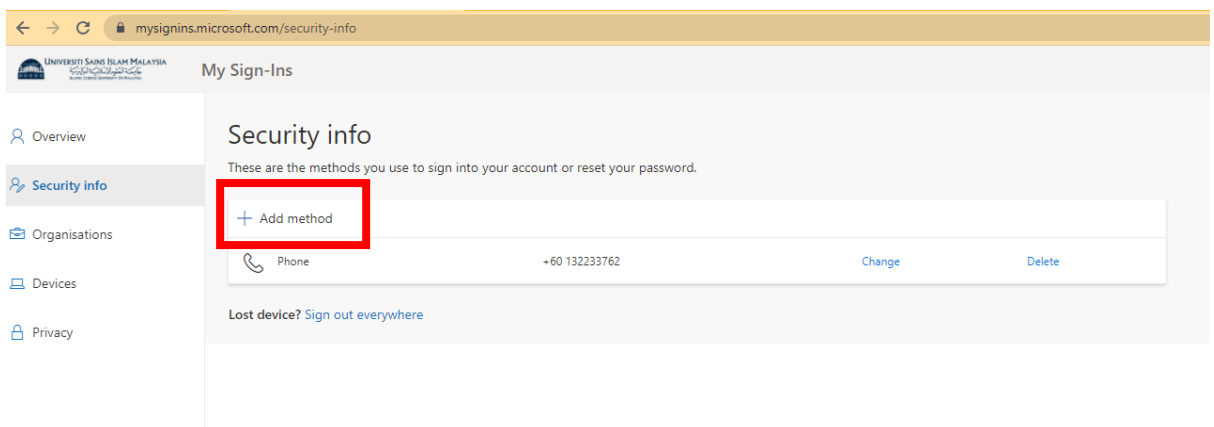 mysignins.microsoft.com/security-info
UNIVERSITI SAINS ISLAM MALAYSIA
My Sign-Ins
Overview
Security info
Organisations
Devices
Privacy
Security info
These are the methods you use to sign into your account or reset your password.
Add method
Phone +60 132233762 Change Delete
Lost device? Sign out everywhere